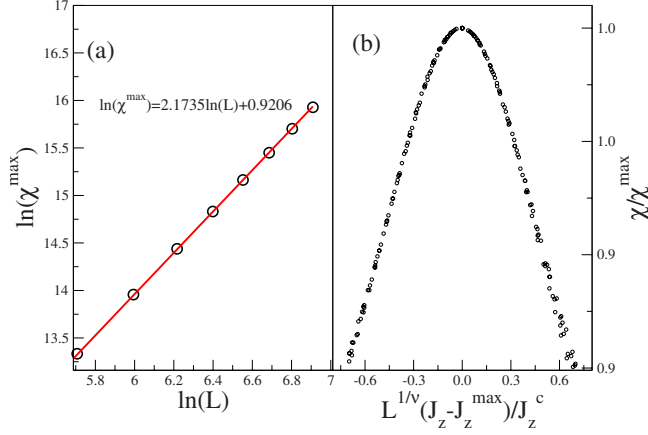 17
16.5
16
15.5
15
14.5
14
13.5
ln(χ^max)
(a)
ln(χ^max)=2.1735ln(L)+0.9206
5.8 6 6.2 6.4 6.6 6.8 7
ln(L)
(b)
1.0
1.0
0.9
0.9
χ/χ^max
-0.6 -0.3 0.0 0.3 0.6
L^1/ν(J_z-J_z^max)/J_z^c